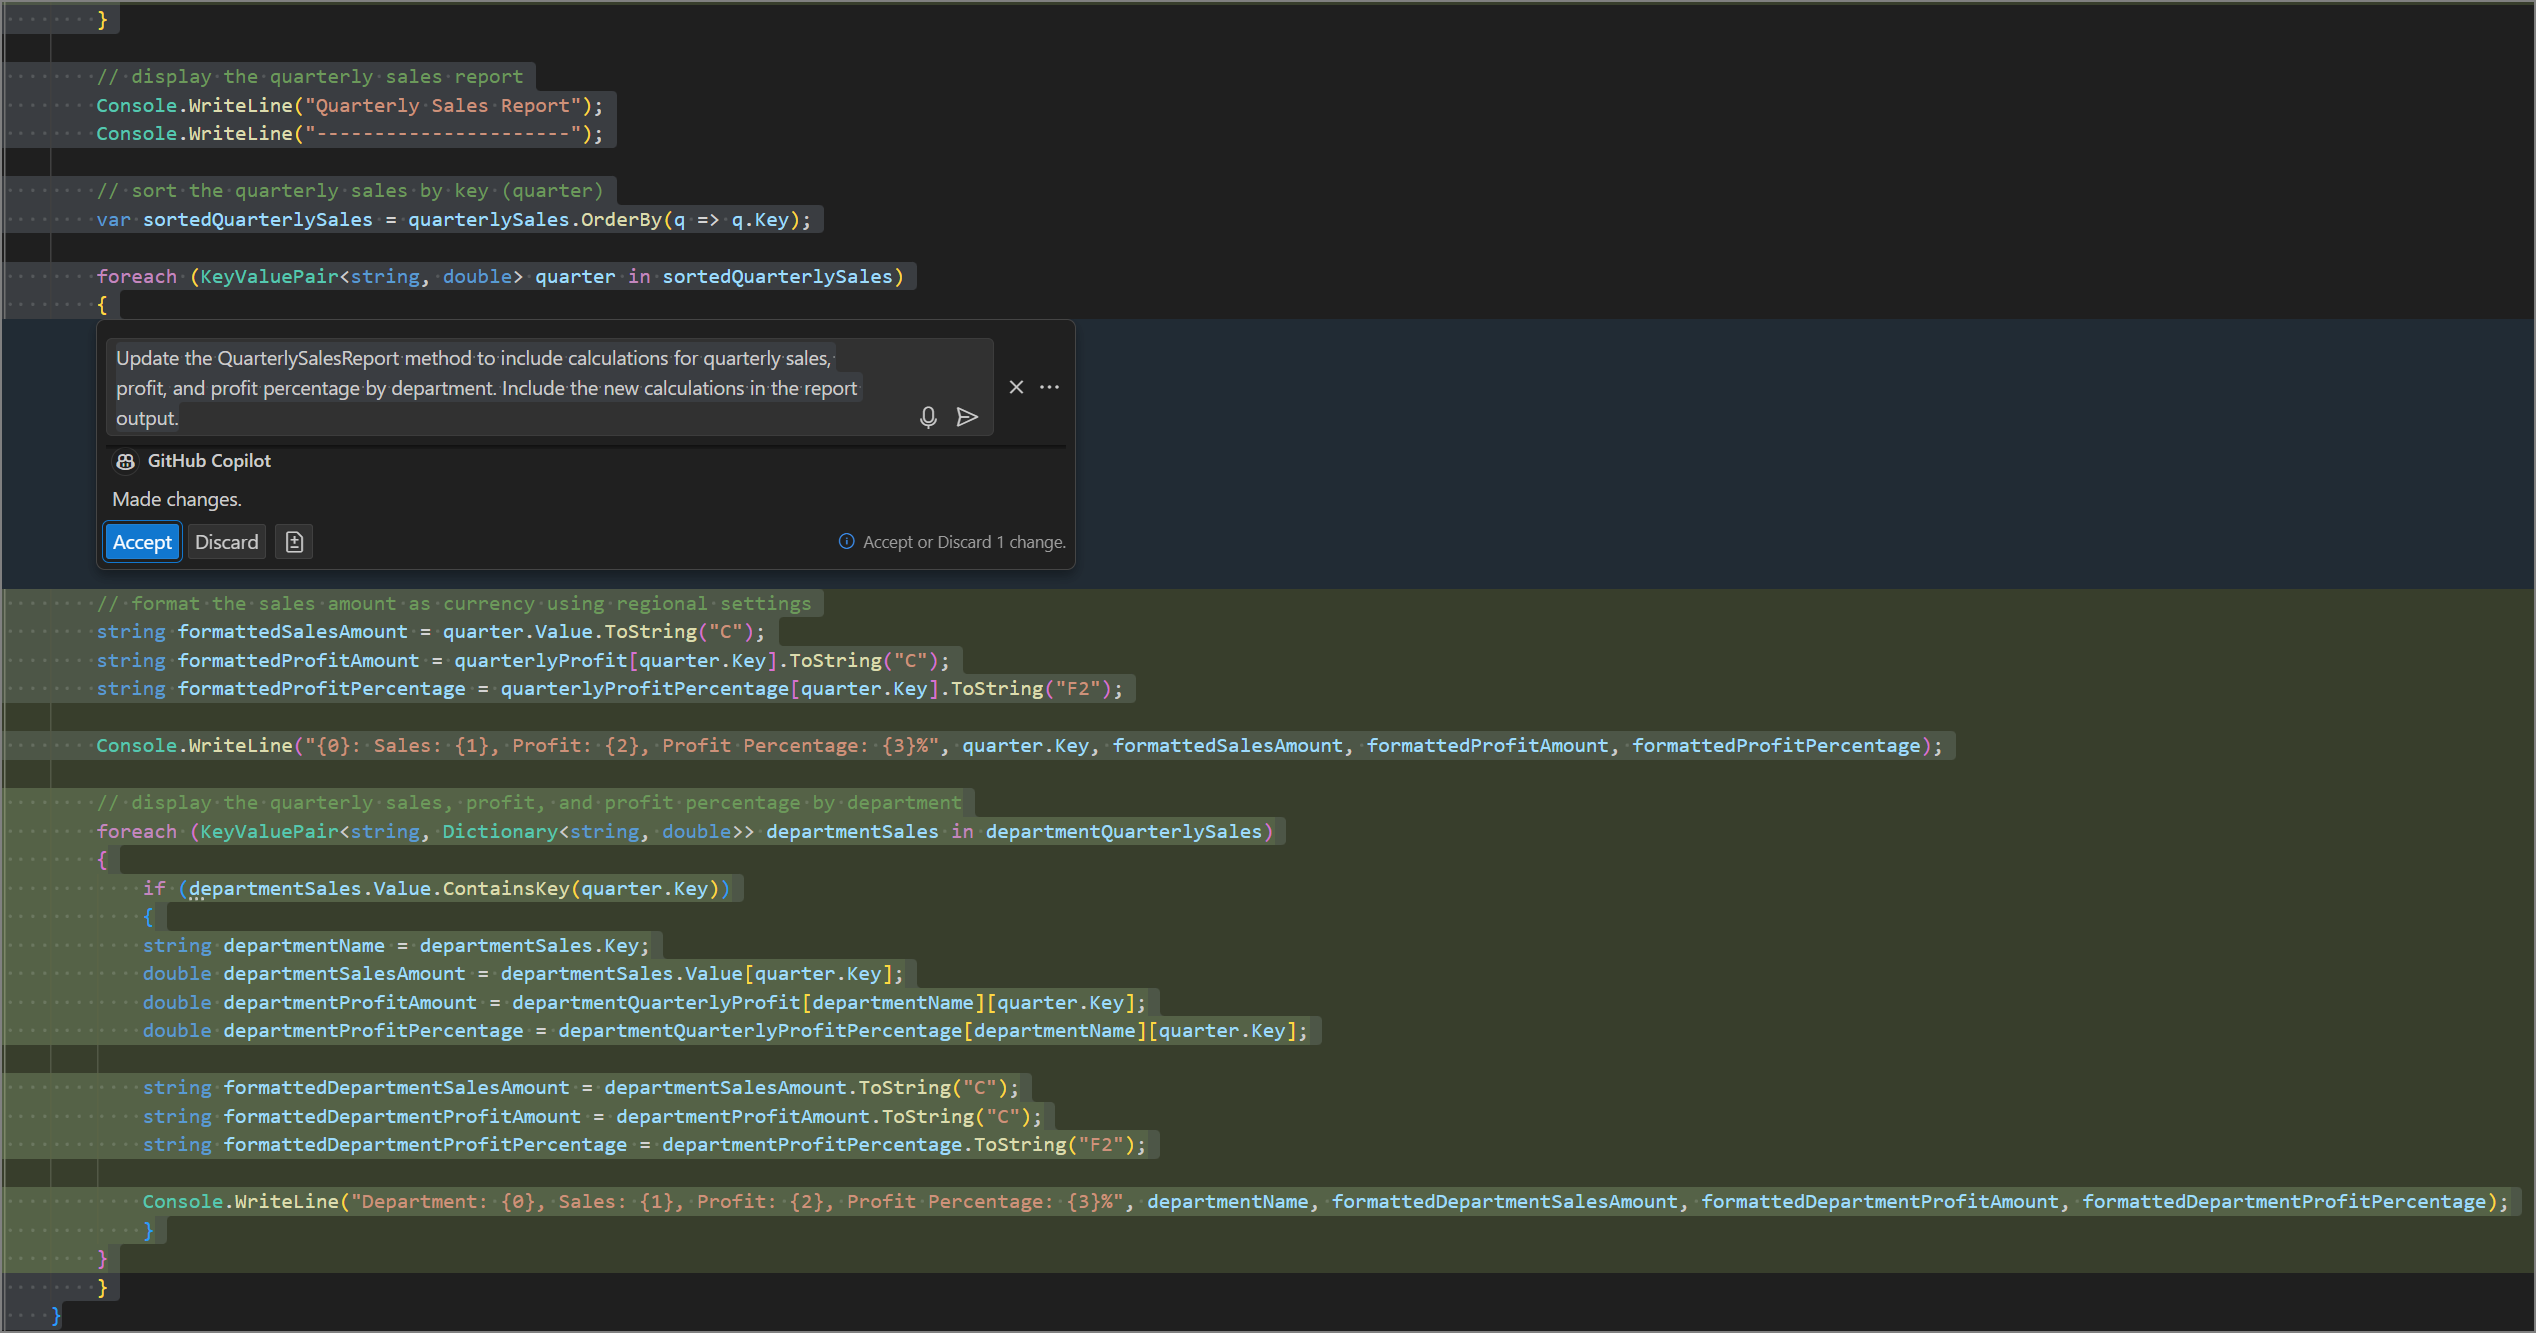 }
// display the quarterly sales report
Console.WriteLine("Quarterly Sales Report");
Console.WriteLine("----------------------");
// sort the quarterly sales by key (quarter)
var sortedQuarterlySales = quarterlySales.OrderBy(q => q.Key);
foreach (KeyValuePair<string, double> quarter in sortedQuarterlySales)
{
Update the QuarterlySalesReport method to include calculations for quarterly sales,
profit, and profit percentage by department. Include the new calculations in the report
output.
GitHub Copilot
Made changes.
Accept Discard Accept or Discard 1 change.
// format the sales amount as currency using regional settings
string formattedSalesAmount = quarter.Value.ToString("C");
string formattedProfitAmount = quarterlyProfit[quarter.Key].ToString("C");
string formattedProfitPercentage = quarterlyProfitPercentage[quarter.Key].ToString("F2");
Console.WriteLine("{0}: Sales: {1}, Profit: {2}, Profit Percentage: {3}%", quarter.Key, formattedSalesAmount, formattedProfitAmount, formattedProfitPercentage);
// display the quarterly sales, profit, and profit percentage by department
foreach (KeyValuePair<string, Dictionary<string, double>> departmentSales in departmentQuarterlySales)
{
if (departmentSales.Value.ContainsKey(quarter.Key))
{
string departmentName = departmentSales.Key;
double departmentSalesAmount = departmentSales.Value[quarter.Key];
double departmentProfitAmount = departmentQuarterlyProfit[departmentName][quarter.Key];
double departmentProfitPercentage = departmentQuarterlyProfitPercentage[departmentName][quarter.Key];
string formattedDepartmentSalesAmount = departmentSalesAmount.ToString("C");
string formattedDepartmentProfitAmount = departmentProfitAmount.ToString("C");
string formattedDepartmentProfitPercentage = departmentProfitPercentage.ToString("F2");
Console.WriteLine("Department: {0}, Sales: {1}, Profit: {2}, Profit Percentage: {3}%", departmentName, formattedDepartmentSalesAmount, formattedDepartmentProfitAmount, formattedDepartmentProfitPercentage);
}
}
}
}